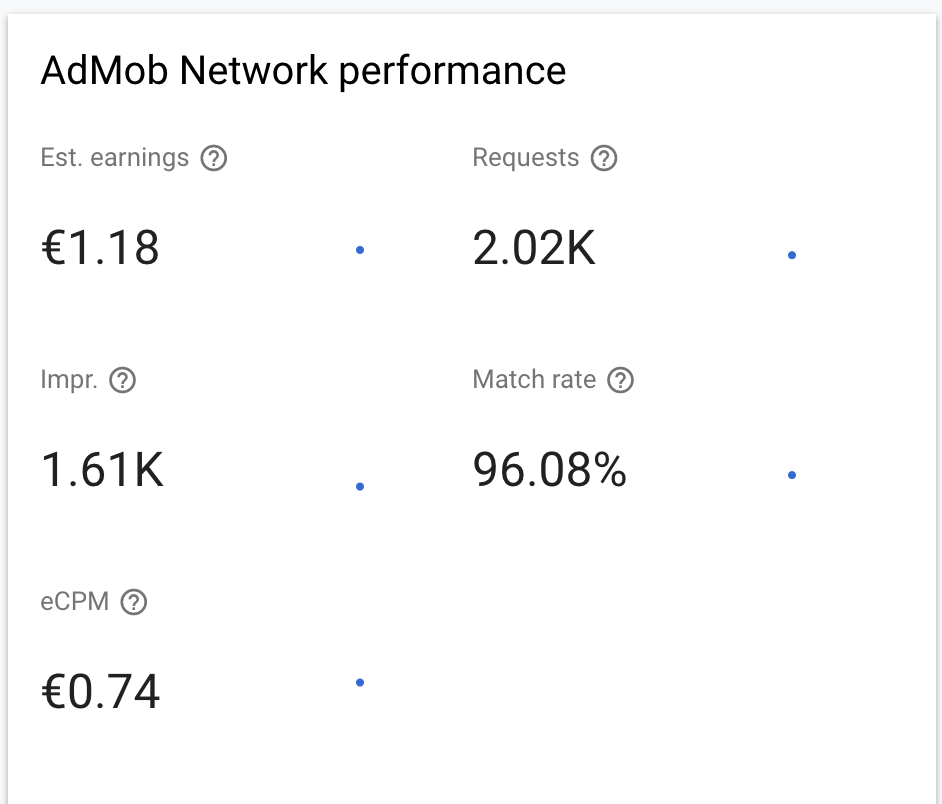 AdMob Network performance
Est. earnings
Requests
€1.18
2.02K
Impr.
Match rate
1.61K
96.08%
eCPM
€0.74